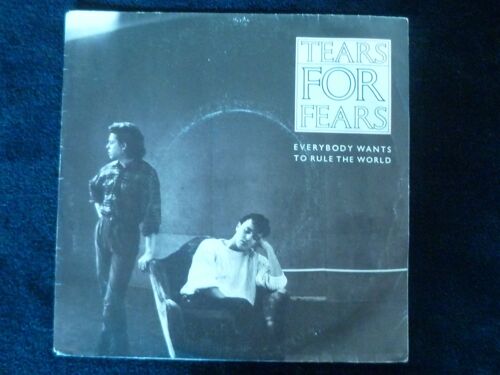 TEARS
FOR
FEARS
EVERYBODY WANTS
TO RULE THE WORLD